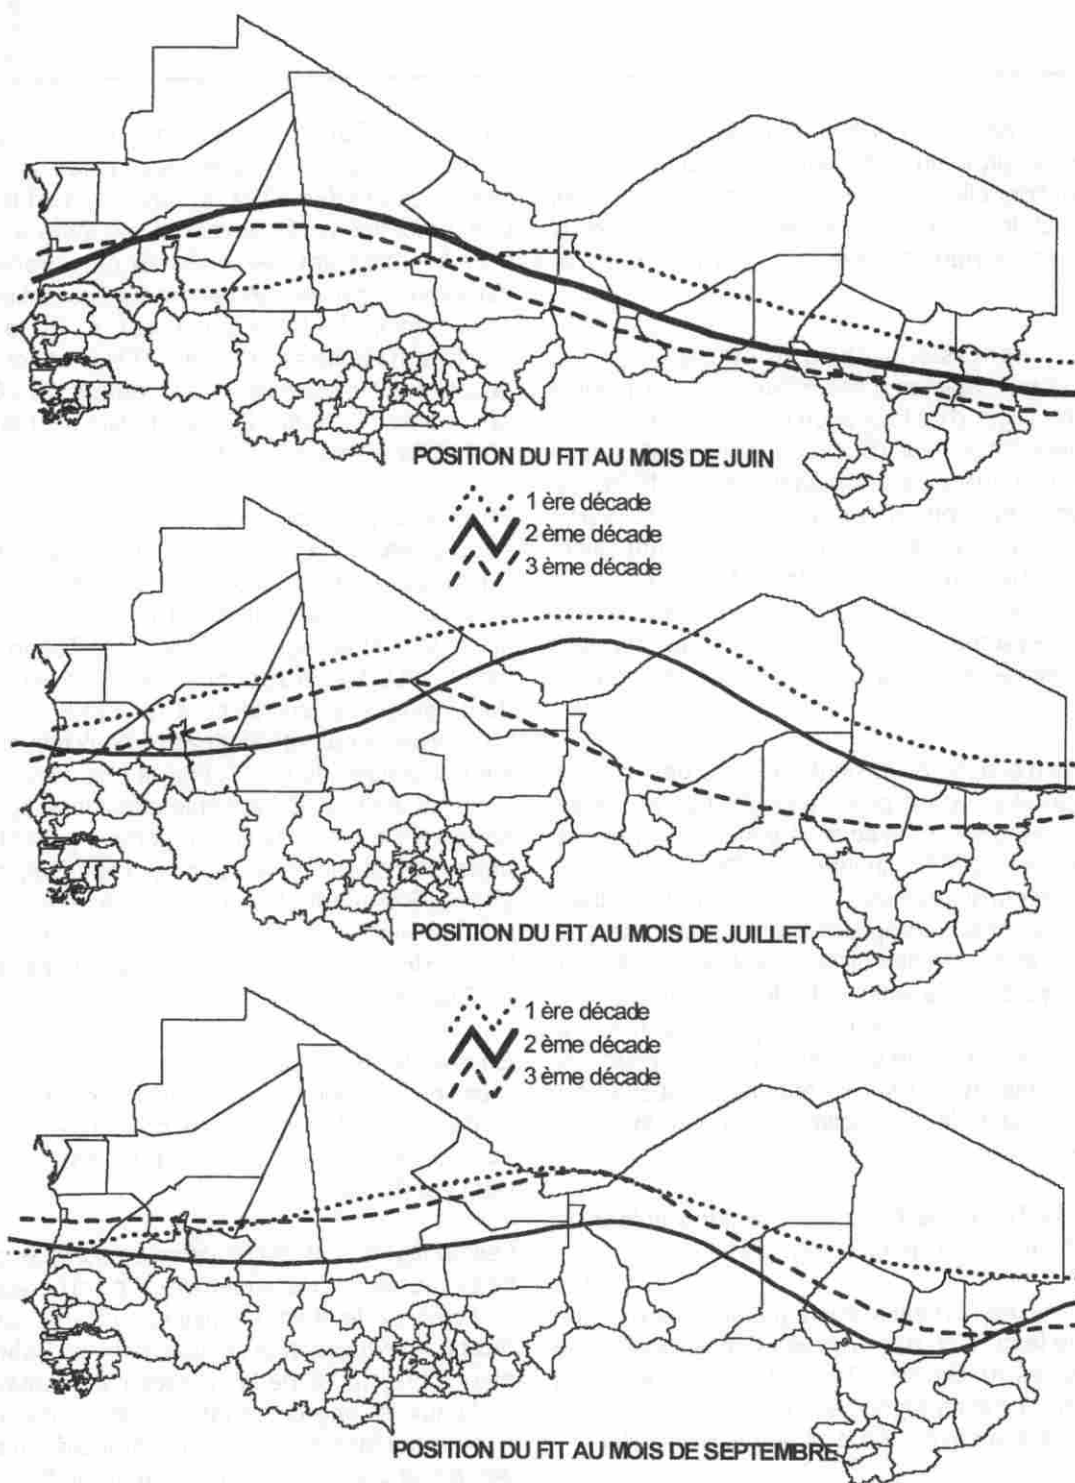 POSITION DU FIT AU MOIS DE JUIN
1 ère décade
2 ème décade
3 ème décade
POSITION DU FIT AU MOIS DE JUILLET
1 ère décade
2 ème décade
3 ème décade
POSITION DU FIT AU MOIS DE SEPTEMBRE